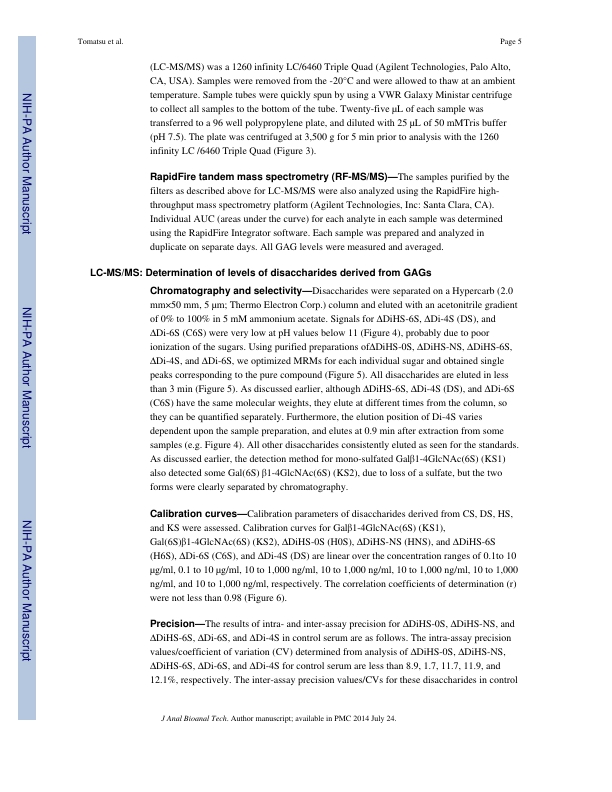 Tomatsu et al.
Page 5
(LC-MS/MS) was a 1260 infinity LC/6460 Triple Quad (Agilent Technologies, Palo Alto,
CA, USA). Samples were removed from the -20°C and were allowed to thaw at an ambient
temperature. Sample tubes were quickly spun by using a VWR Galaxy Ministar centrifuge
to collect all samples to the bottom of the tube. Twenty-five μL of each sample was
transferred to a 96 well polypropylene plate, and diluted with 25 μL of 50 mMTris buffer
(pH 7.5). The plate was centrifuged at 3,500 g for 5 min prior to analysis with the 1260
infinity LC /6460 Triple Quad (Figure 3).
RapidFire tandem mass spectrometry (RF-MS/MS)—The samples purified by the
filters as described above for LC-MS/MS were also analyzed using the RapidFire high-
throughput mass spectrometry platform (Agilent Technologies, Inc: Santa Clara, CA).
Individual AUC (areas under the curve) for each analyte in each sample was determined
using the RapidFire Integrator software. Each sample was prepared and analyzed in
duplicate on separate days. All GAG levels were measured and averaged.
LC-MS/MS: Determination of levels of disaccharides derived from GAGs
Chromatography and selectivity—Disaccharides were separated on a Hypercarb (2.0
mm×50 mm, 5 μm; Thermo Electron Corp.) column and eluted with an acetonitrile gradient
of 0% to 100% in 5 mM ammonium acetate. Signals for ΔDiHS-6S, ΔDi-4S (DS), and
ΔDi-6S (C6S) were very low at pH values below 11 (Figure 4), probably due to poor
ionization of the sugars. Using purified preparations ofΔDiHS-0S, ΔDiHS-NS, ΔDiHS-6S,
ΔDi-4S, and ΔDi-6S, we optimized MRMs for each individual sugar and obtained single
peaks corresponding to the pure compound (Figure 5). All disaccharides are eluted in less
than 3 min (Figure 5). As discussed earlier, although ΔDiHS-6S, ΔDi-4S (DS), and ΔDi-6S
(C6S) have the same molecular weights, they elute at different times from the column, so
they can be quantified separately. Furthermore, the elution position of Di-4S varies
dependent upon the sample preparation, and elutes at 0.9 min after extraction from some
samples (e.g. Figure 4). All other disaccharides consistently eluted as seen for the standards.
As discussed earlier, the detection method for mono-sulfated Galβ1-4GlcNAc(6S) (KS1)
also detected some Gal(6S) β1-4GlcNAc(6S) (KS2), due to loss of a sulfate, but the two
forms were clearly separated by chromatography.
Calibration curves—Calibration parameters of disaccharides derived from CS, DS, HS,
and KS were assessed. Calibration curves for Galβ1-4GlcNAc(6S) (KS1),
Gal(6S)β1-4GlcNAc(6S) (KS2), ΔDiHS-0S (H0S), ΔDiHS-NS (HNS), and ΔDiHS-6S
(H6S), ΔDi-6S (C6S), and ΔDi-4S (DS) are linear over the concentration ranges of 0.1to 10
μg/ml, 0.1 to 10 μg/ml, 10 to 1,000 ng/ml, 10 to 1,000 ng/ml, 10 to 1,000 ng/ml, 10 to 1,000
ng/ml, and 10 to 1,000 ng/ml, respectively. The correlation coefficients of determination (r)
were not less than 0.98 (Figure 6).
Precision—The results of intra- and inter-assay precision for ΔDiHS-0S, ΔDiHS-NS, and
ΔDiHS-6S, ΔDi-6S, and ΔDi-4S in control serum are as follows. The intra-assay precision
values/coefficient of variation (CV) determined from analysis of ΔDiHS-0S, ΔDiHS-NS,
ΔDiHS-6S, ΔDi-6S, and ΔDi-4S for control serum are less than 8.9, 1.7, 11.7, 11.9, and
12.1%, respectively. The inter-assay precision values/CVs for these disaccharides in control
J Anal Bioanal Tech. Author manuscript; available in PMC 2014 July 24.
NIH-PA Author Manuscript
NIH-PA Author Manuscript
NIH-PA Author Manuscript